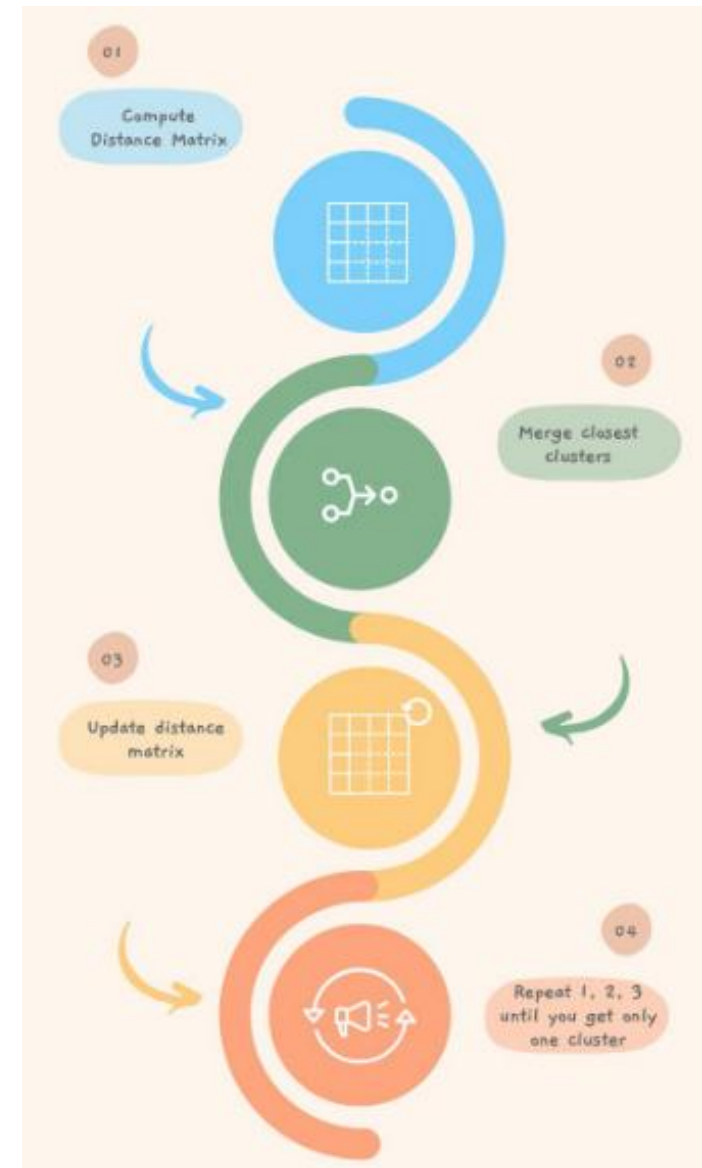 01
Compute
Distance Matrix
02
Merge closest
clusters
03
Update distance
matrix
04
Repeat 1, 2, 3
until you get only
one cluster